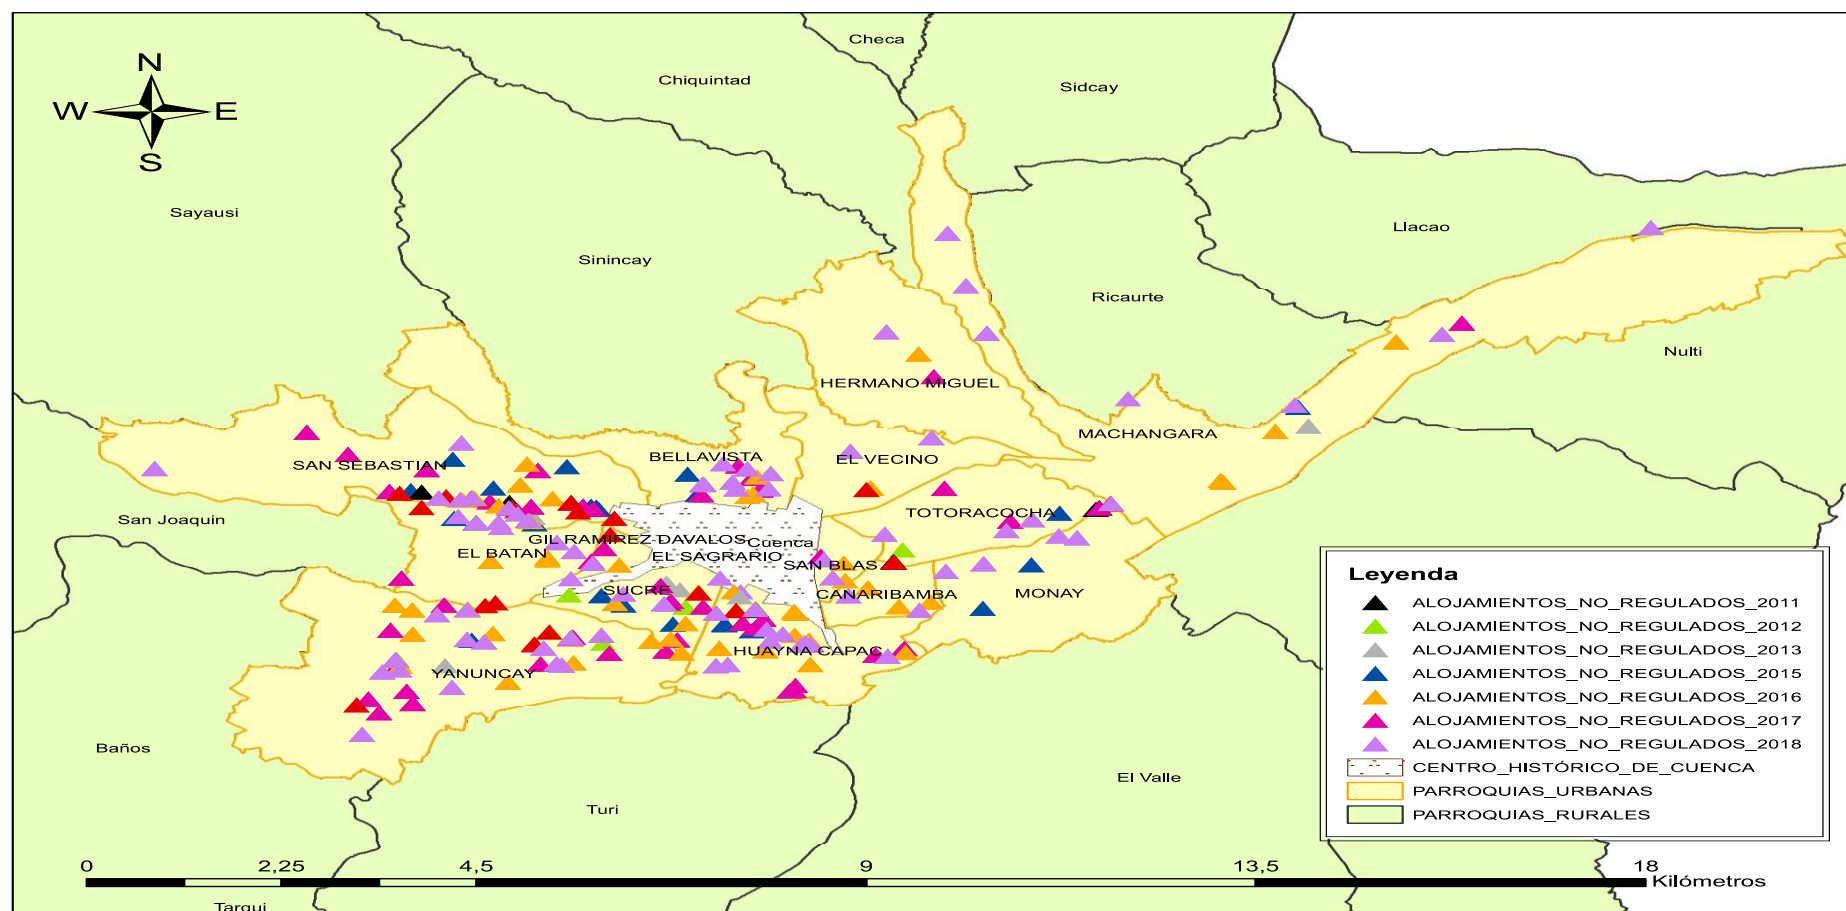 Checa
Chiquintad
Sidcay
N
W E
S
Sayausi
Llacao
Sinincay
Ricaurte
Nulti
HERMANO MIGUEL
MACHANGARA
BELLAVISTA
EL VECINO
SAN SEBASTIAN
TOTORACOCHA
San Joaquin
GIL RAMIREZ DAVALOS
Cuenca
EL BATAN
EL SAGRARIO
SAN BLAS
SUCRE
CANARIBAMBA
MONAY
HUAYNA CAPAC
YANUNCAY
Baños
El Valle
Turi
Leyenda
ALOJAMIENTOS_NO_REGULADOS_2011
ALOJAMIENTOS_NO_REGULADOS_2012
ALOJAMIENTOS_NO_REGULADOS_2013
ALOJAMIENTOS_NO_REGULADOS_2015
ALOJAMIENTOS_NO_REGULADOS_2016
ALOJAMIENTOS_NO_REGULADOS_2017
ALOJAMIENTOS_NO_REGULADOS_2018
CENTRO_HISTÓRICO_DE_CUENCA
PARROQUIAS_URBANAS
PARROQUIAS_RURALES
0 2,25 4,5 9 13,5 18
Kilómetros
Tarqui